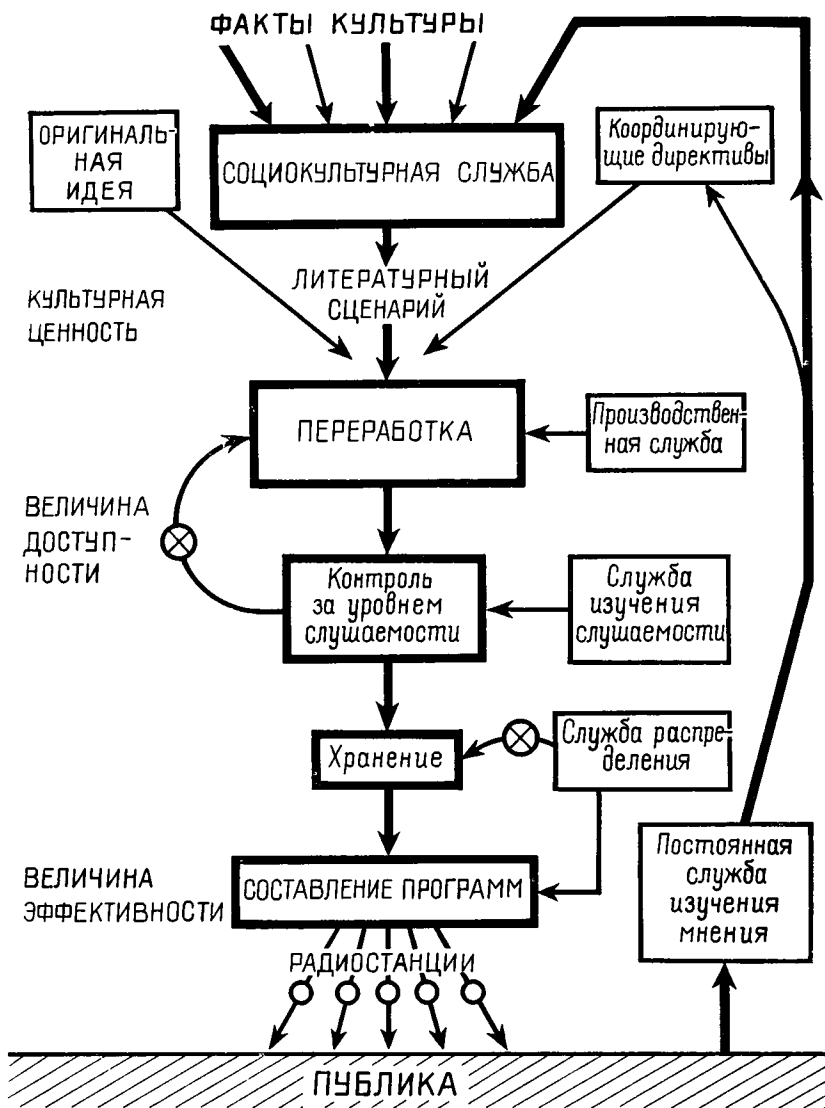 ФАКТЫ КУЛЬТУРЫ
ОРИГИНАЛЬ-
НАЯ
ИДЕЯ
СОЦИОКУЛЬТУРНАЯ СЛУЖБА
Координирую-
щие директивы
ЛИТЕРАТУРНЫЙ
СЦЕНАРИЙ
КУЛЬТУРНАЯ
ЦЕННОСТЬ
ПЕРЕРАБОТКА
Производствен-
ная служба
ВЕЛИЧИНА
ДОСТУП-
НОСТИ
Контроль
за уровнем
слушаемости
Служба
изучения
слушаемости
Хранение
Служба распре-
деления
ВЕЛИЧИНА
ЭФФЕКТИВНОСТИ
СОСТАВЛЕНИЕ ПРОГРАММ
Постоянная
служба
изучения
мнения
РАДИОСТАНЦИИ
ПУБЛИКА